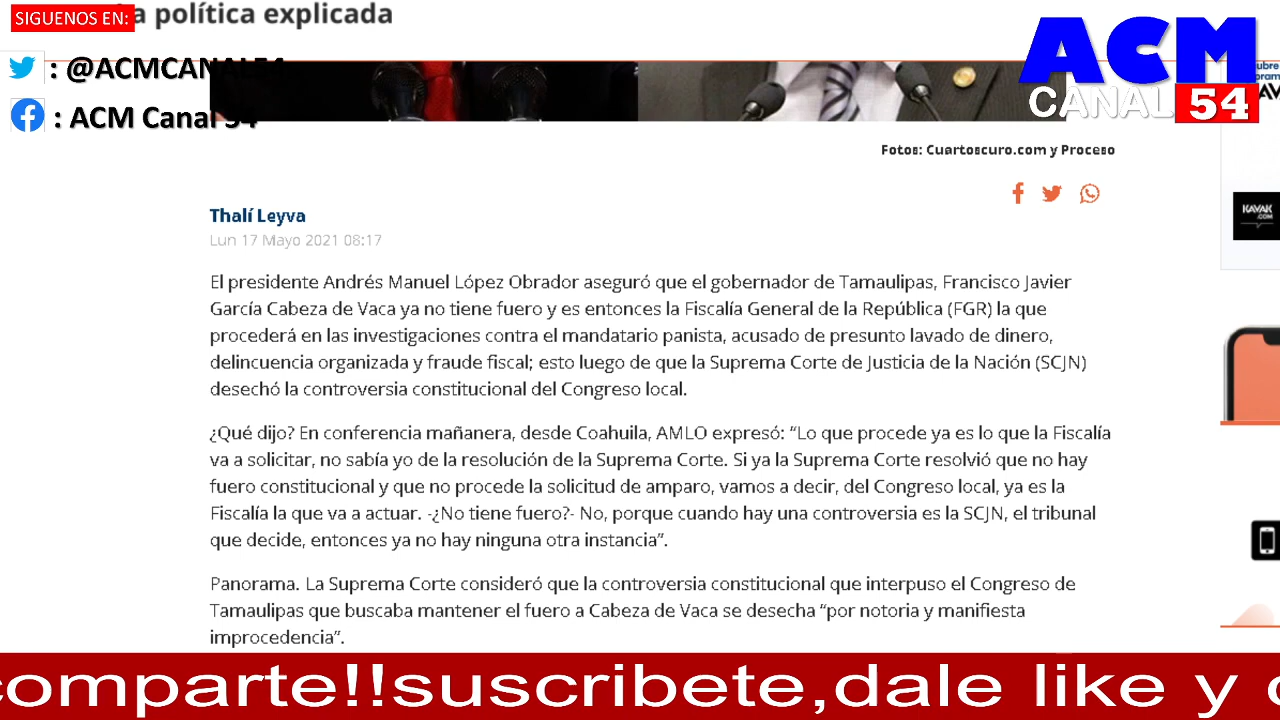 SIGUENOS EN:
a política explicada
: @ACMCANAL54
: ACM Canal 54
ACM
CANAL 54
Fotos: Cuartoscuro.com y Proceso
Thalí Leyva
Lun 17 Mayo 2021 08:17
KAVAK
.COM
El presidente Andrés Manuel López Obrador aseguró que el gobernador de Tamaulipas, Francisco Javier
García Cabeza de Vaca ya no tiene fuero y es entonces la Fiscalía General de la República (FGR) la que
procederá en las investigaciones contra el mandatario panista, acusado de presunto lavado de dinero,
delincuencia organizada y fraude fiscal; esto luego de que la Suprema Corte de Justicia de la Nación (SCJN)
desechó la controversia constitucional del Congreso local.
¿Qué dijo? En conferencia mañanera, desde Coahuila, AMLO expresó: “Lo que procede ya es lo que la Fiscalía
va a solicitar, no sabía yo de la resolución de la Suprema Corte. Si ya la Suprema Corte resolvió que no hay
fuero constitucional y que no procede la solicitud de amparo, vamos a decir, del Congreso local, ya es la
Fiscalía la que va a actuar. -¿No tiene fuero?- No, porque cuando hay una controversia es la SCJN, el tribunal
que decide, entonces ya no hay ninguna otra instancia”.
Panorama. La Suprema Corte consideró que la controversia constitucional que interpuso el Congreso de
Tamaulipas que buscaba mantener el fuero a Cabeza de Vaca se desecha “por notoria y manifiesta
improcedencia”.
comparte!!suscribete,dale like y